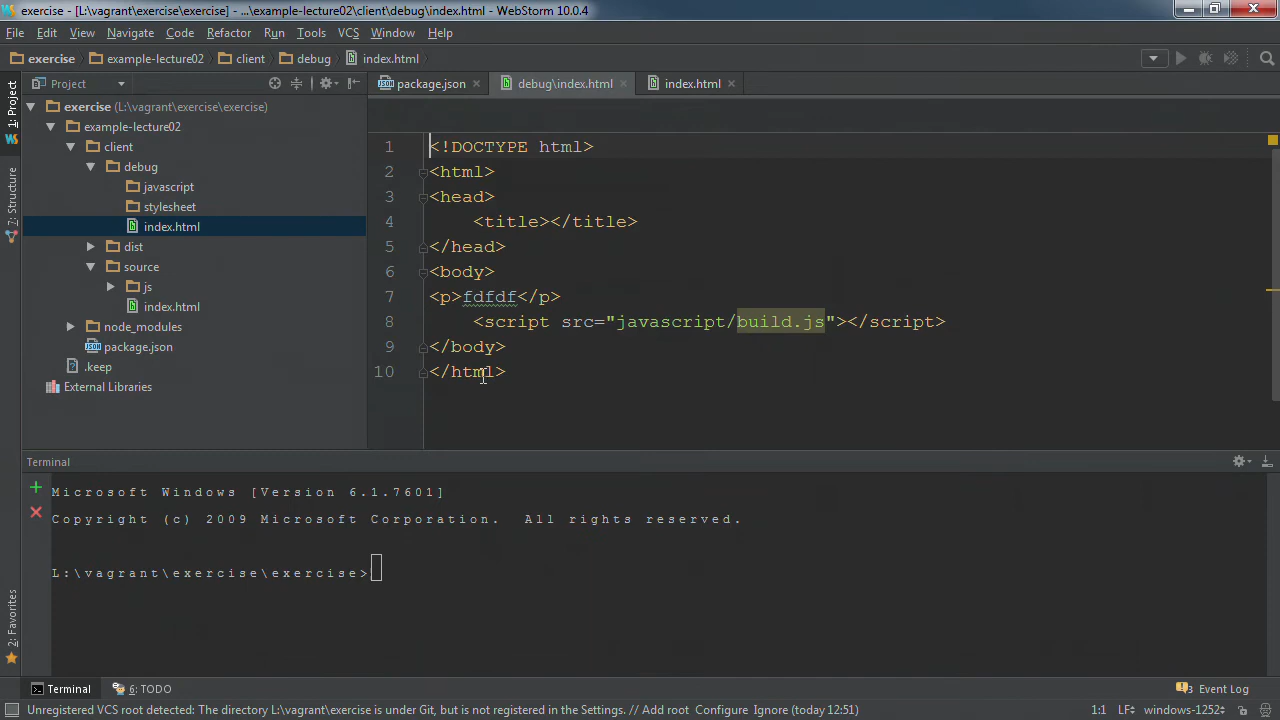 exercise - [L:\vagrant\exercise\exercise] - ...\example-lecture02\client\debug\index.html - WebStorm 10.0.4
File Edit View Navigate Code Refactor Run Tools VCS Window Help
exercise example-lecture02 client debug index.html
Project
package.json debug\index.html index.html
1: Project
7: Structure
2: Favorites
exercise (L:\vagrant\exercise\exercise)
example-lecture02
client
debug
javascript
stylesheet
index.html
dist
source
js
index.html
node_modules
package.json
.keep
External Libraries
1 <!DOCTYPE html>
2 <html>
3 <head>
4 <title></title>
5 </head>
6 <body>
7 <p>fdfdf</p>
8 <script src="javascript/build.js"></script>
9 </body>
10 </html>
Terminal
Microsoft Windows [Version 6.1.7601]
Copyright (c) 2009 Microsoft Corporation. All rights reserved.
L:\vagrant\exercise\exercise>
Terminal 6: TODO 3 Event Log
Unregistered VCS root detected: The directory L:\vagrant\exercise is under Git, but is not registered in the Settings. // Add root Configure Ignore (today 12:51) 1:1 LF windows-1252